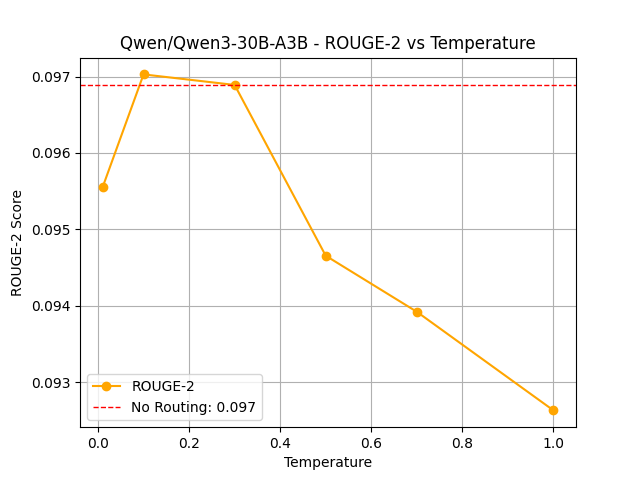 Qwen/Qwen3-30B-A3B - ROUGE-2 vs Temperature
ROUGE-2 Score
0.097
0.096
0.095
0.094
0.093
ROUGE-2
No Routing: 0.097
0.0 0.2 0.4 0.6 0.8 1.0
Temperature